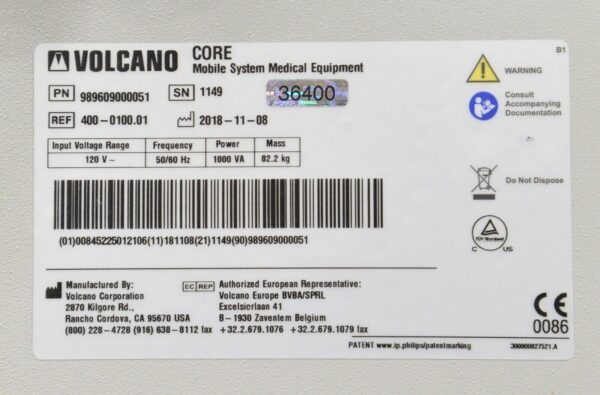 B1
VOLCANO CORE
Mobile System Medical Equipment
PN 989609000051 SN 1149 36400
REF 400-0100.01 2018-11-08
WARNING
Consult
Accompanying
Documentation
Input Voltage Range Frequency Power Mass
120 V~ 50/60 Hz 1000 VA 82.2 kg
Do Not Dispose
(01)00845225012106(11)181108(21)1149(90)989609000051
C US
Manufactured By:
Volcano Corporation
2870 Kilgore Rd.,
Rancho Cordova, CA 95670 USA
(800) 228-4728 (916) 638-8112 fax
EC REP Authorized European Representative:
Volcano Europe BVBA/SPRL
Excelsiorlaan 41
B-1930 Zaventem Belgium
+32.2.679.1076 +32.2.679.1079 fax
CE
0086
PATENT www.ip.philips/patentmarking
300000827521.A